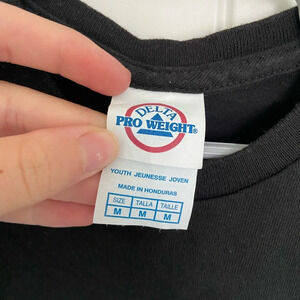 DELTA
PRO WEIGHT®
YOUTH JEUNESSE JOVEN
MADE IN HONDURAS
SIZE TALLA TAILLE
M M M